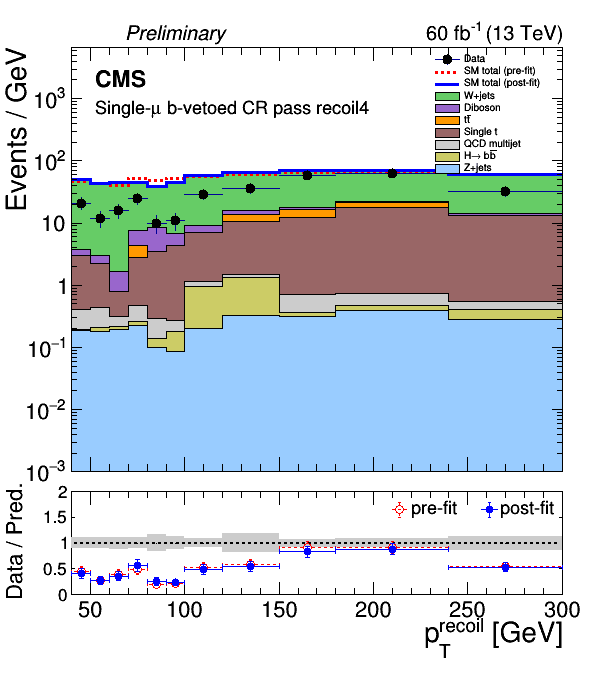 Preliminary 60 fb⁻¹ (13 TeV)
CMS
Single-μ b-vetoed CR pass recoil4
Data
SM total (pre-fit)
SM total (post-fit)
W+jets
Diboson
tt̄
Single t
QCD multijet
H→ bb̄
Z+jets
Events / GeV
10³
10²
10
1
10⁻¹
10⁻²
10⁻³
pre-fit post-fit
Data / Pred.
2
1.5
1
0.5
0
50 100 150 200 250 300
p_T^recoil [GeV]